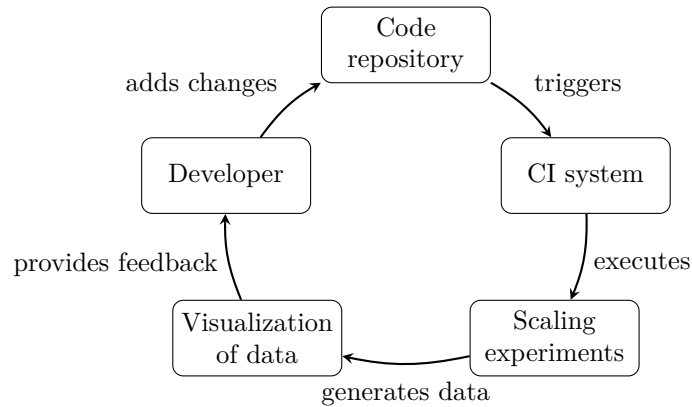 Code
repository
adds changes
triggers
Developer
CI system
provides feedback
executes
Visualization
of data
Scaling
experiments
generates data